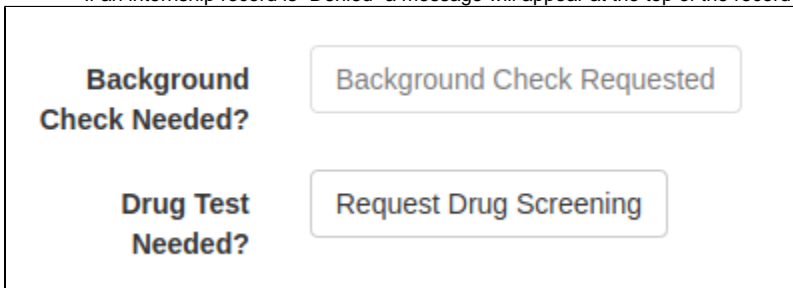 If an internship record is "Denied" a message will appear at the top of the record
Background
Check Needed?
Background Check Requested
Drug Test
Needed?
Request Drug Screening